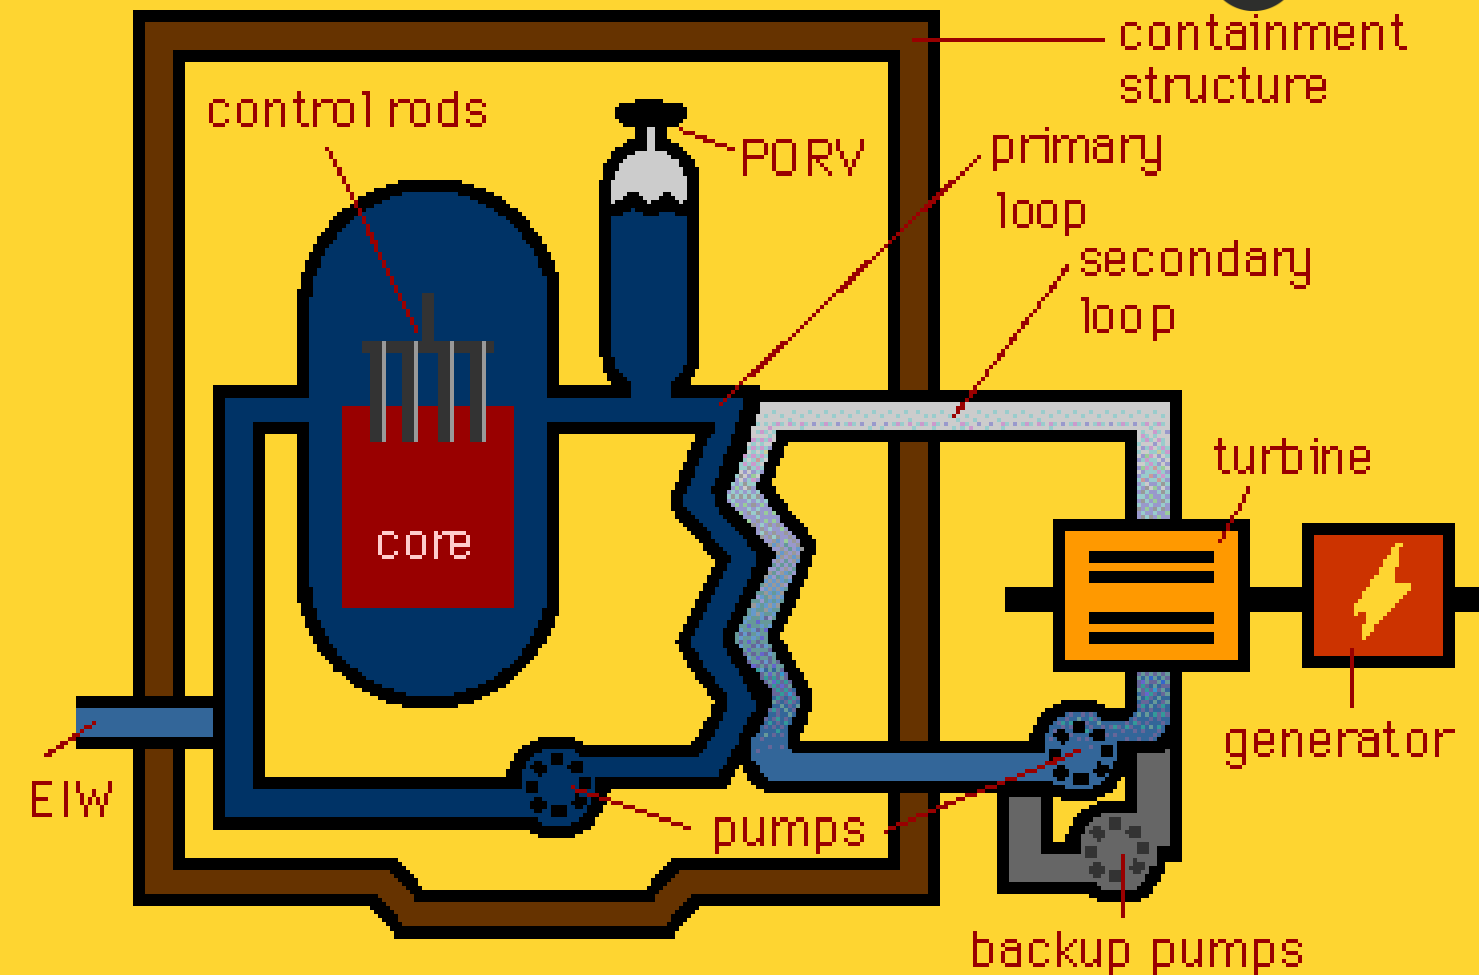 containment
structure
control rods
PORV
primary
loop
secondary
loop
turbine
core
generator
EIW
pumps
backup pumps